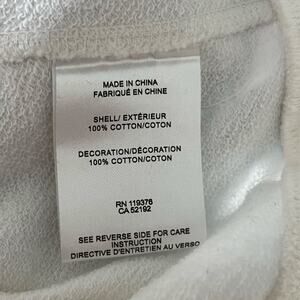 MADE IN CHINA
FABRIQUÉ EN CHINE
SHELL/ EXTÉRIEUR
100% COTTON/COTON
DECORATION/DÉCORATION
100% COTTON/COTON
RN 119376
CA 52192
SEE REVERSE SIDE FOR CARE
INSTRUCTION
DIRECTIVE D'ENTRETIEN AU VERSO